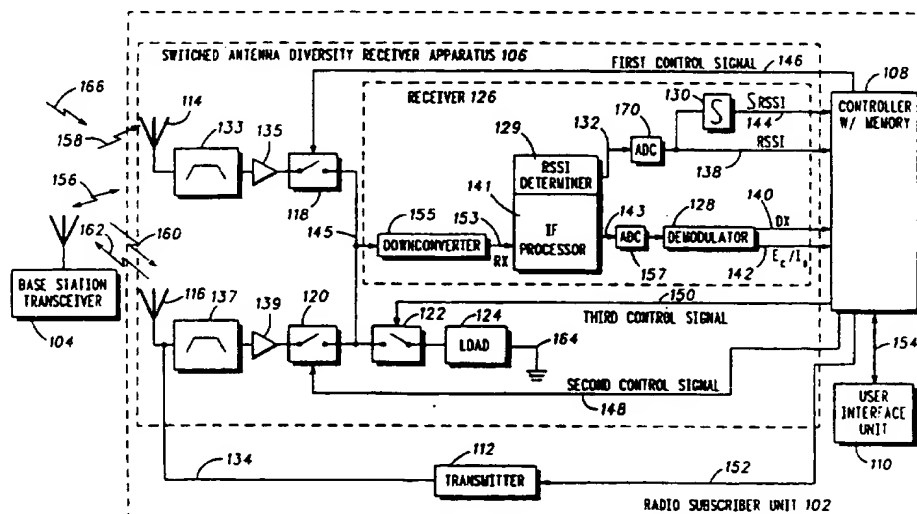 SWITCHED ANTENNA DIVERSITY RECEIVER APPARATUS 106
FIRST CONTROL SIGNAL
146
108
CONTROLLER
W/ MEMORY
166
158
114
133
135
118
RECEIVER 126
129
RSSI
DETERMINER
132
170
ADC
130
∫
∫RSSI
144
RSSI
138
156
162
160
145
155
DOWNCONVERTER
153
RX
141
IF
PROCESSOR
143
ADC
157
128
DEMODULATOR
140
DX
142
Ec/Io
BASE STATION
TRANSCEIVER
104
116
137
139
120
122
124
LOAD
164
150
THIRD CONTROL SIGNAL
SECOND CONTROL SIGNAL
148
154
USER
INTERFACE
UNIT
110
134
112
TRANSMITTER
152
RADIO SUBSCRIBER UNIT 102